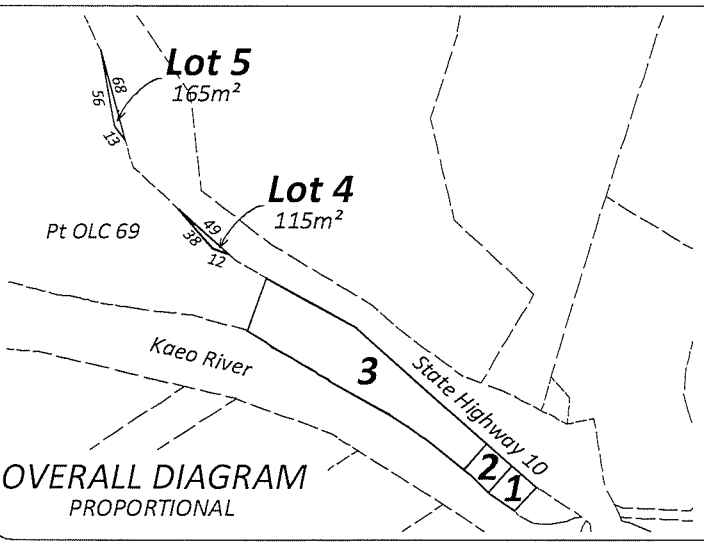 Lot 5
165m²
68
56
13
Lot 4
115m²
49
38
12
Pt OLC 69
Kaeo River
3
State Highway 10
2
1
OVERALL DIAGRAM
PROPORTIONAL